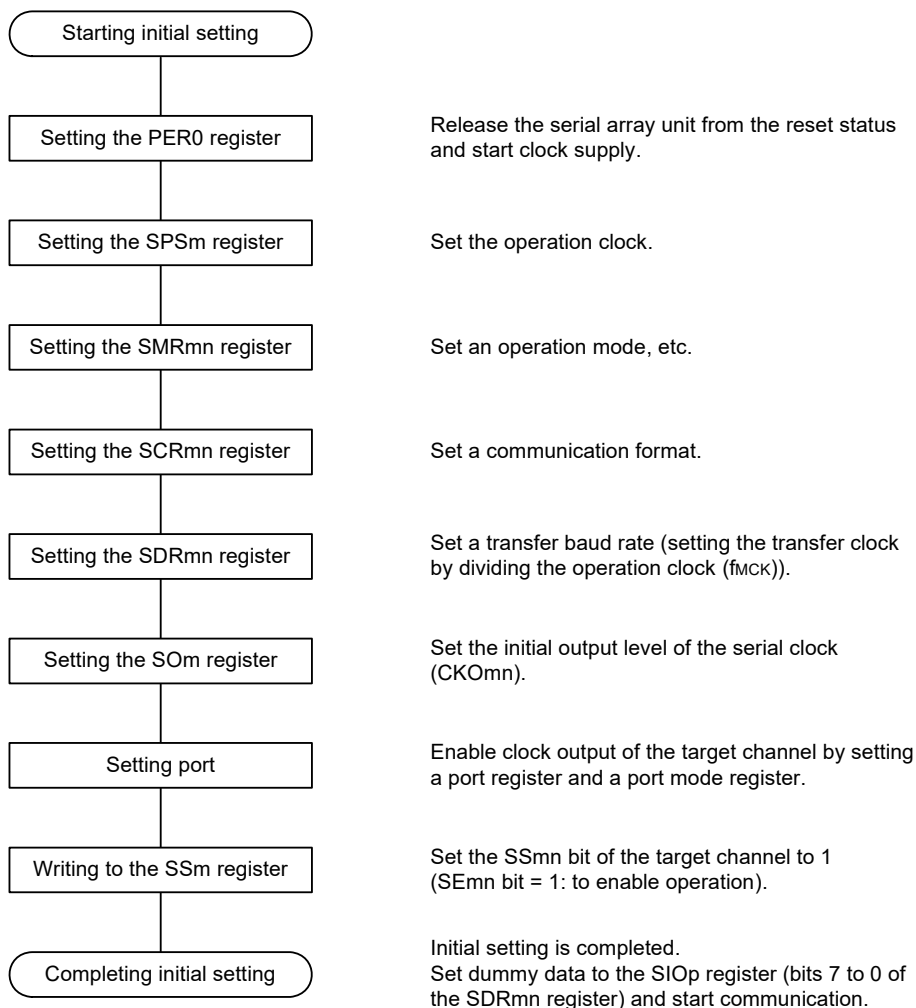 Starting initial setting
Setting the PER0 register
Release the serial array unit from the reset status
and start clock supply.
Setting the SPSm register
Set the operation clock.
Setting the SMRmn register
Set an operation mode, etc.
Setting the SCRmn register
Set a communication format.
Setting the SDRmn register
Set a transfer baud rate (setting the transfer clock
by dividing the operation clock (fMCK)).
Setting the SOm register
Set the initial output level of the serial clock
(CKOmn).
Setting port
Enable clock output of the target channel by setting
a port register and a port mode register.
Writing to the SSm register
Set the SSmn bit of the target channel to 1
(SEmn bit = 1: to enable operation).
Completing initial setting
Initial setting is completed.
Set dummy data to the SIOp register (bits 7 to 0 of
the SDRmn register) and start communication.